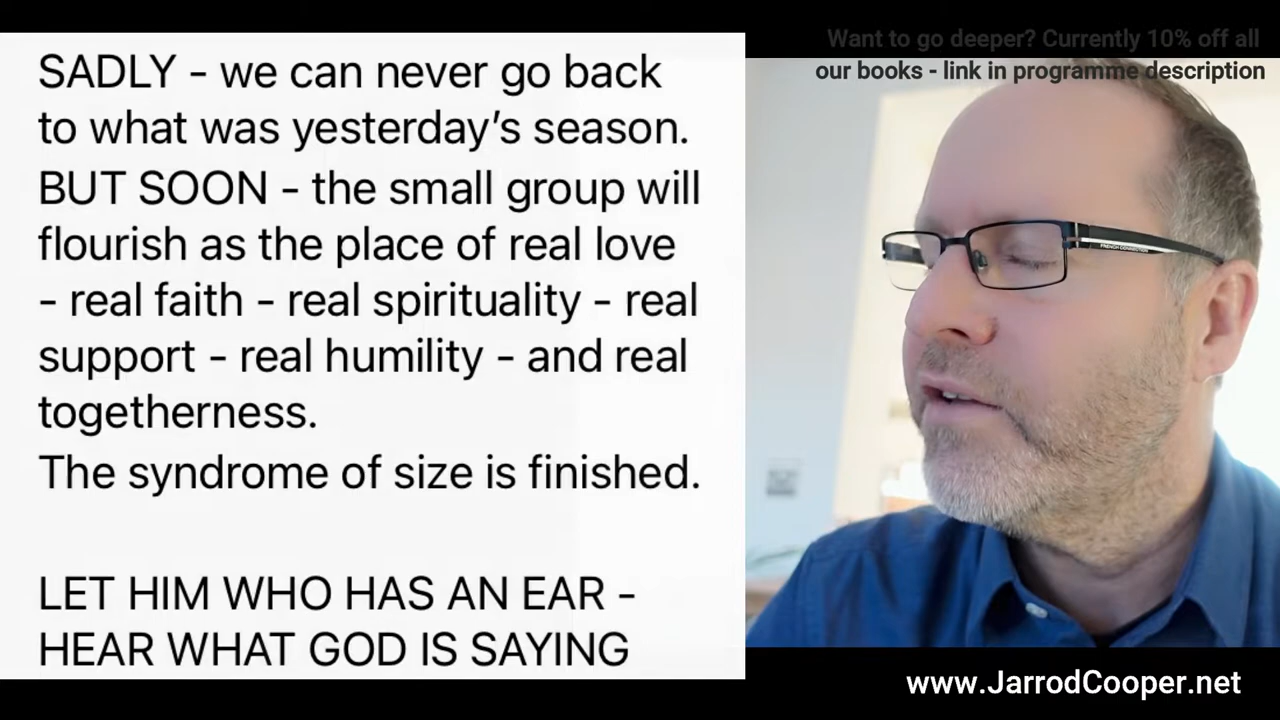 SADLY - we can never go back
to what was yesterday’s season.
BUT SOON - the small group will
flourish as the place of real love
- real faith - real spirituality - real
support - real humility - and real
togetherness.
The syndrome of size is finished.
LET HIM WHO HAS AN EAR -
HEAR WHAT GOD IS SAYING
Want to go deeper? Currently 10% off all
our books - link in programme description
FRENCH CONNECTION
www.JarrodCooper.net